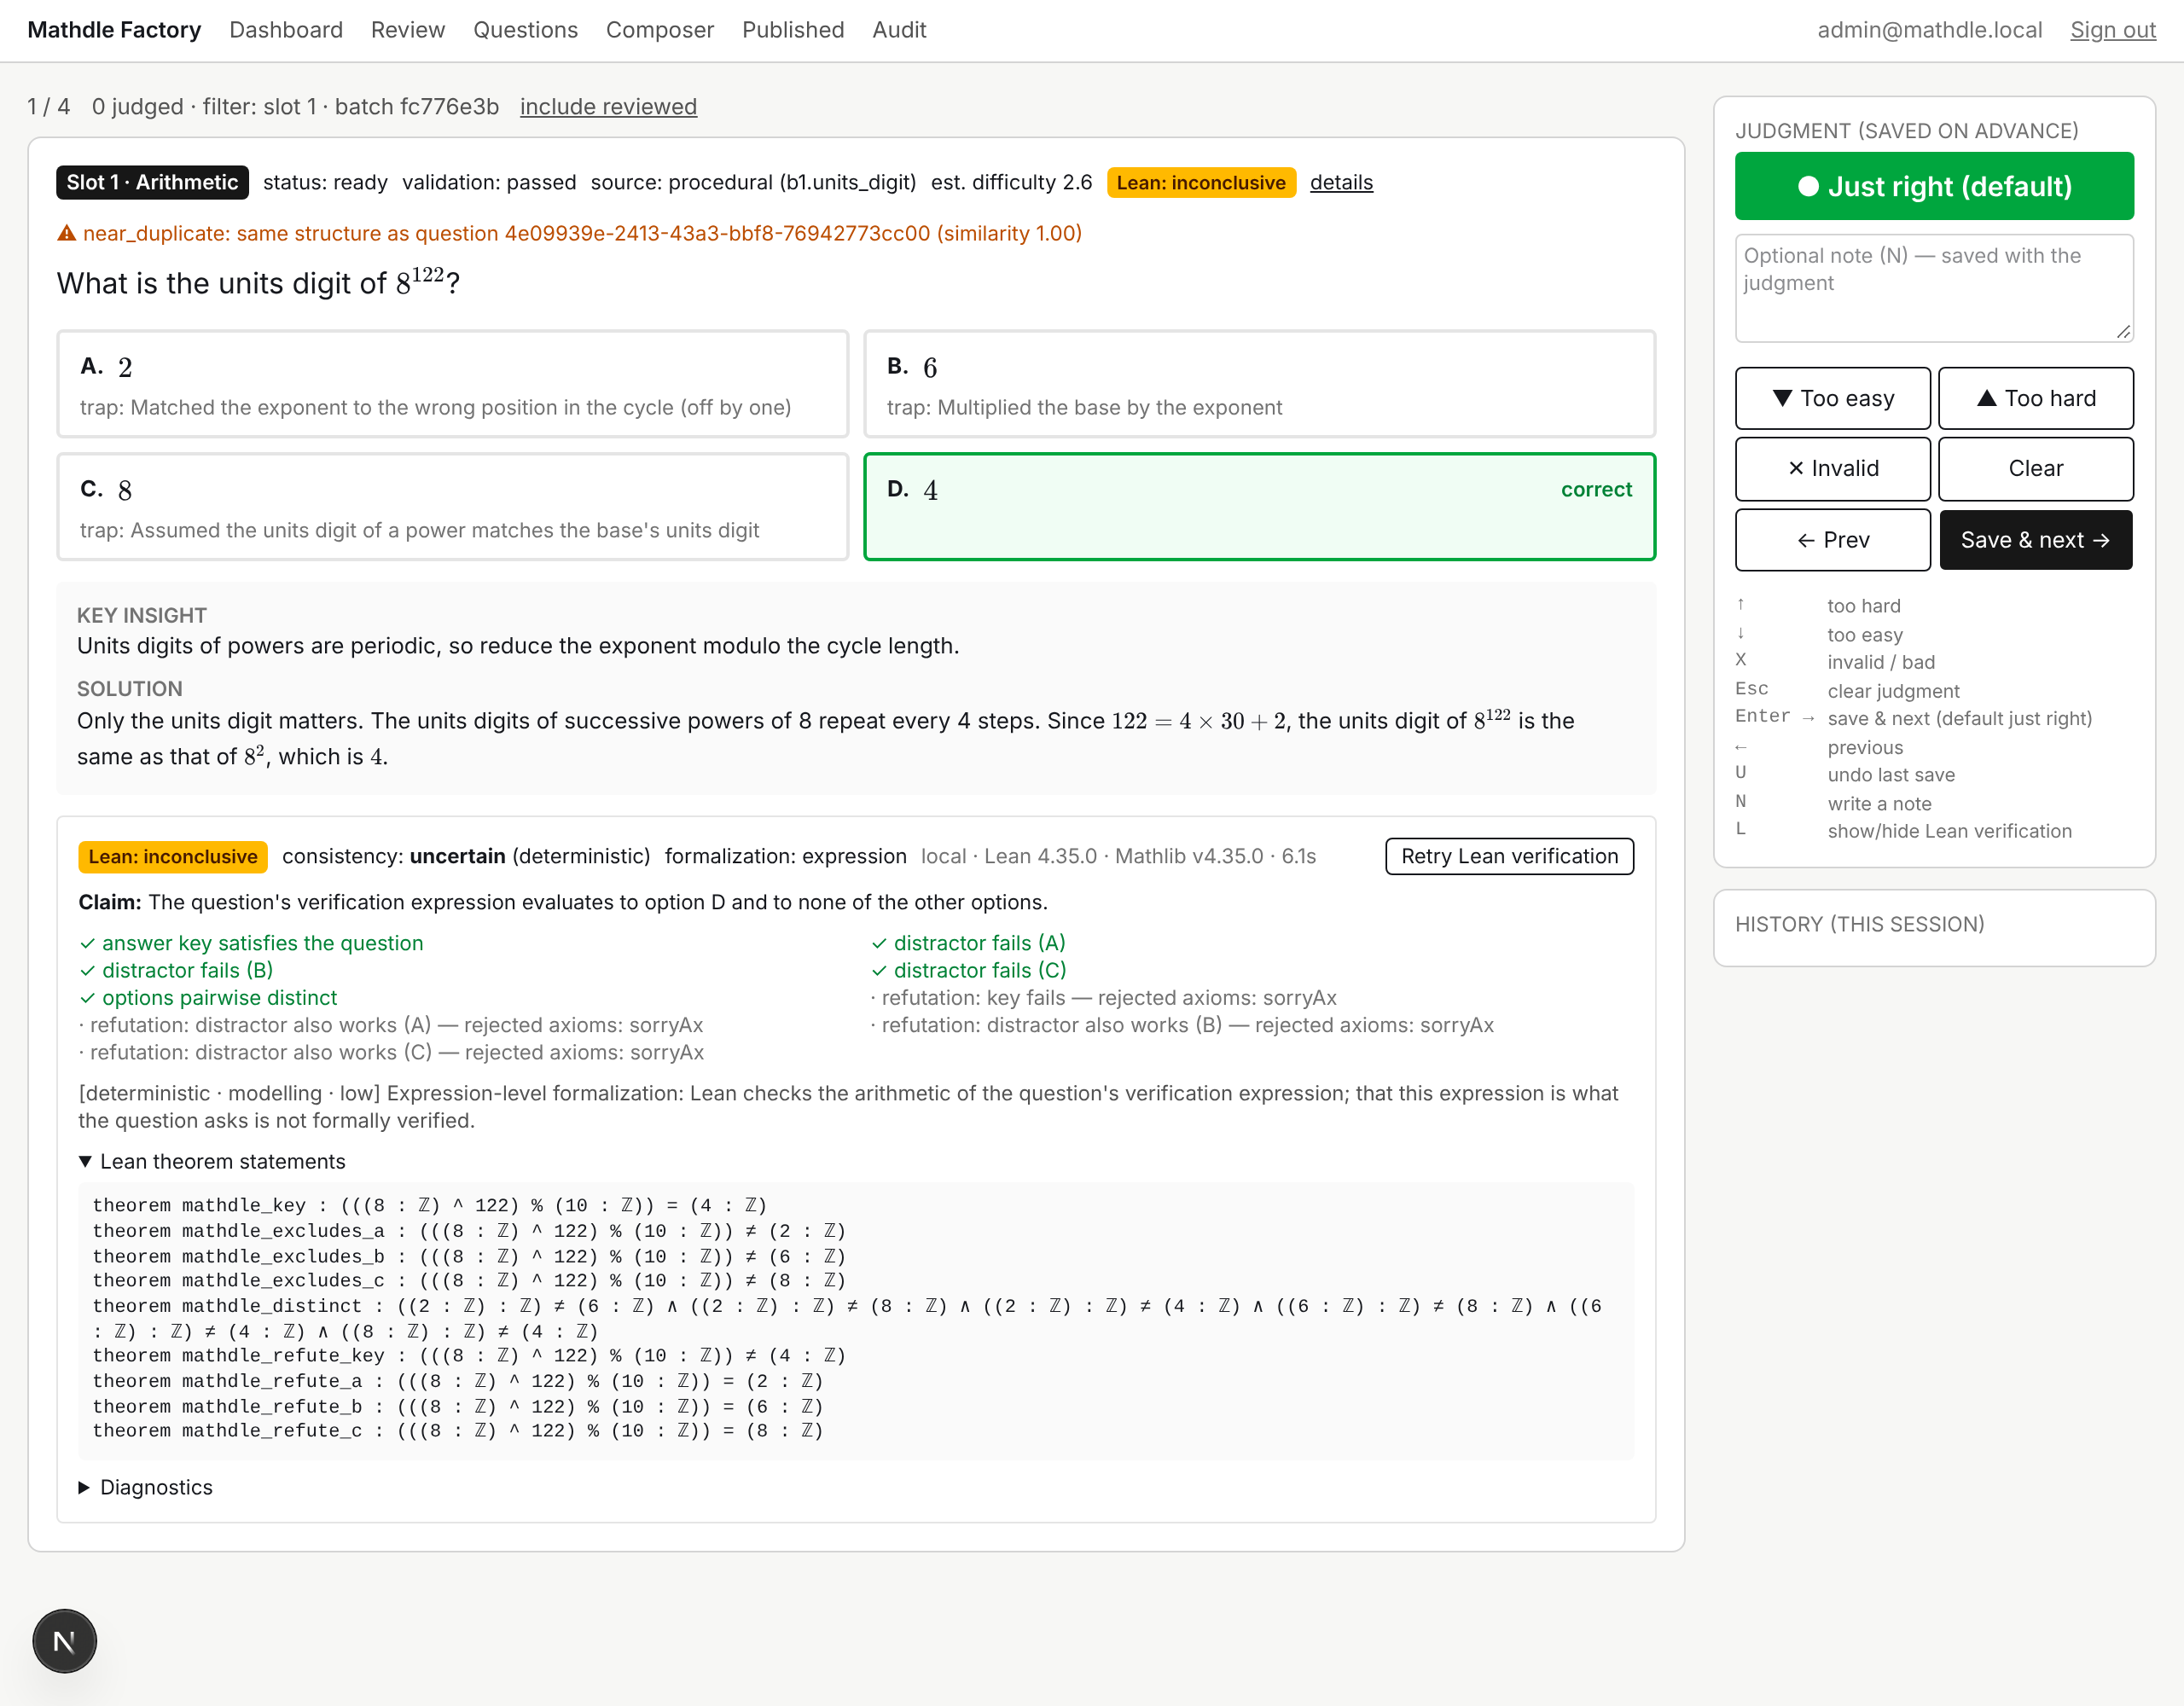 Mathdle Factory Dashboard Review Questions Composer Published Audit admin@mathdle.local Sign out
1 / 4 0 judged · filter: slot 1 · batch fc776e3b include reviewed
Slot 1 · Arithmetic status: ready validation: passed source: procedural (b1.units_digit) est. difficulty 2.6 Lean: inconclusive details
⚠ near_duplicate: same structure as question 4e09939e-2413-43a3-bbf8-76942773cc00 (similarity 1.00)
What is the units digit of 8^122?
A. 2
trap: Matched the exponent to the wrong position in the cycle (off by one)
B. 6
trap: Multiplied the base by the exponent
C. 8
trap: Assumed the units digit of a power matches the base's units digit
D. 4 correct
KEY INSIGHT
Units digits of powers are periodic, so reduce the exponent modulo the cycle length.
SOLUTION
Only the units digit matters. The units digits of successive powers of 8 repeat every 4 steps. Since 122 = 4 × 30 + 2, the units digit of 8^122 is the
same as that of 8^2, which is 4.
Lean: inconclusive consistency: uncertain (deterministic) formalization: expression local · Lean 4.35.0 · Mathlib v4.35.0 · 6.1s Retry Lean verification
Claim: The question's verification expression evaluates to option D and to none of the other options.
✓ answer key satisfies the question ✓ distractor fails (A)
✓ distractor fails (B) ✓ distractor fails (C)
✓ options pairwise distinct · refutation: key fails — rejected axioms: sorryAx
· refutation: distractor also works (A) — rejected axioms: sorryAx · refutation: distractor also works (B) — rejected axioms: sorryAx
· refutation: distractor also works (C) — rejected axioms: sorryAx
[deterministic · modelling · low] Expression-level formalization: Lean checks the arithmetic of the question's verification expression; that this expression is what
the question asks is not formally verified.
▼ Lean theorem statements
theorem mathdle_key : (((8 : ℤ) ^ 122) % (10 : ℤ)) = (4 : ℤ)
theorem mathdle_excludes_a : (((8 : ℤ) ^ 122) % (10 : ℤ)) ≠ (2 : ℤ)
theorem mathdle_excludes_b : (((8 : ℤ) ^ 122) % (10 : ℤ)) ≠ (6 : ℤ)
theorem mathdle_excludes_c : (((8 : ℤ) ^ 122) % (10 : ℤ)) ≠ (8 : ℤ)
theorem mathdle_distinct : ((2 : ℤ) : ℤ) ≠ (6 : ℤ) ∧ ((2 : ℤ) : ℤ) ≠ (8 : ℤ) ∧ ((2 : ℤ) : ℤ) ≠ (4 : ℤ) ∧ ((6 : ℤ) : ℤ) ≠ (8 : ℤ) ∧ ((6
: ℤ) : ℤ) ≠ (4 : ℤ) ∧ ((8 : ℤ) : ℤ) ≠ (4 : ℤ)
theorem mathdle_refute_key : (((8 : ℤ) ^ 122) % (10 : ℤ)) ≠ (4 : ℤ)
theorem mathdle_refute_a : (((8 : ℤ) ^ 122) % (10 : ℤ)) = (2 : ℤ)
theorem mathdle_refute_b : (((8 : ℤ) ^ 122) % (10 : ℤ)) = (6 : ℤ)
theorem mathdle_refute_c : (((8 : ℤ) ^ 122) % (10 : ℤ)) = (8 : ℤ)
▶ Diagnostics
JUDGMENT (SAVED ON ADVANCE)
● Just right (default)
Optional note (N) — saved with the
judgment
▼ Too easy ▲ Too hard
✕ Invalid Clear
← Prev Save & next →
↑ too hard
↓ too easy
X invalid / bad
Esc clear judgment
Enter → save & next (default just right)
← previous
U undo last save
N write a note
L show/hide Lean verification
HISTORY (THIS SESSION)
N